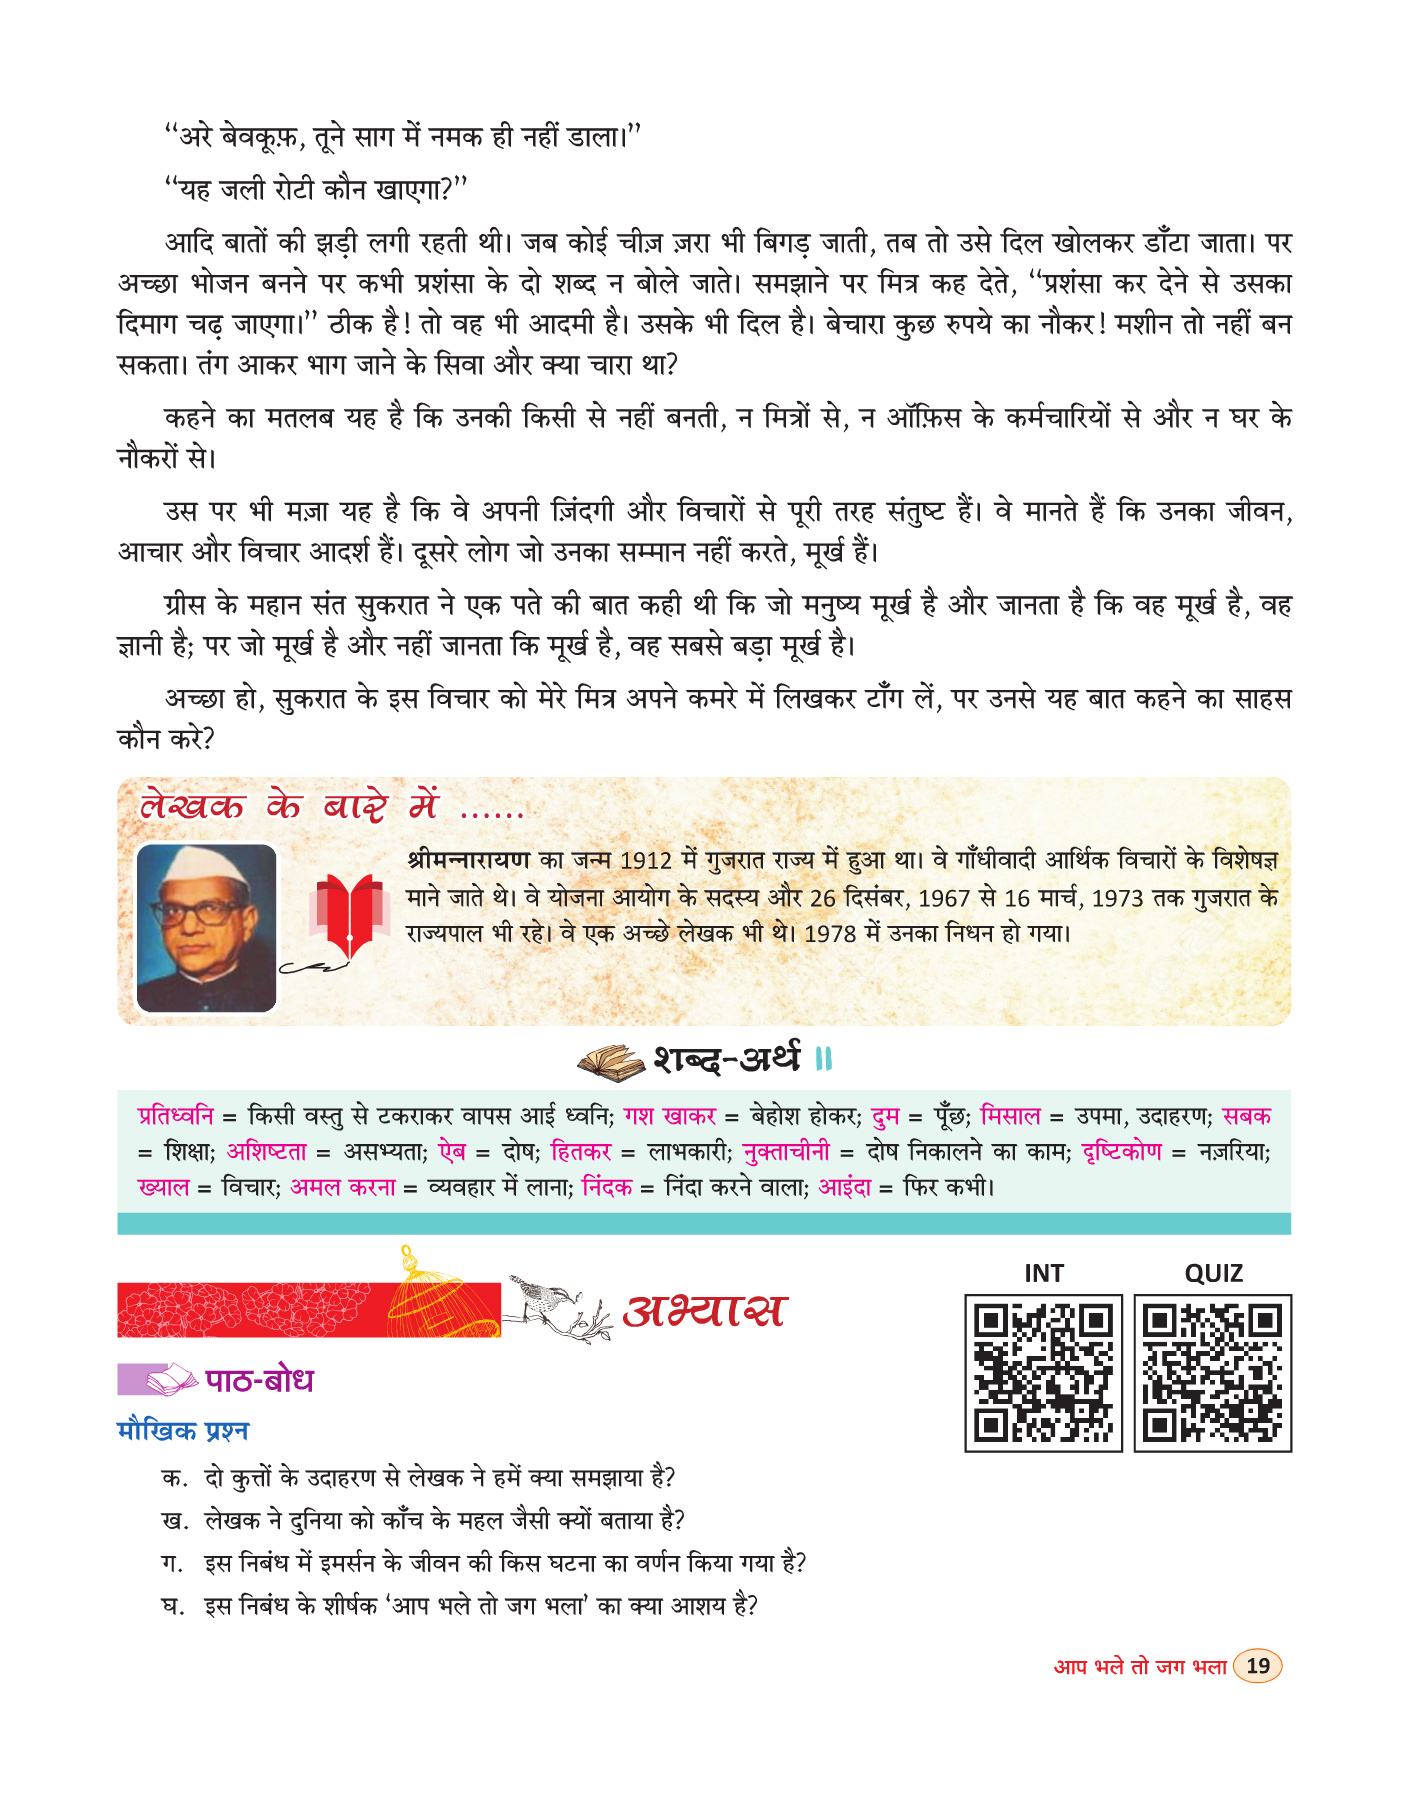 “अरे बेवकूफ़, तूने साग में नमक ही नहीं डाला।”
“यह जली रोटी कौन खाएगा?”
आदि बातों की झड़ी लगी रहती थी। जब कोई चीज़ ज़रा भी बिगड़ जाती, तब तो उसे दिल खोलकर डाँटा जाता। पर
अच्छा भोजन बनने पर कभी प्रशंसा के दो शब्द न बोले जाते। समझाने पर मित्र कह देते, “प्रशंसा कर देने से उसका
दिमाग चढ़ जाएगा।” ठीक है! तो वह भी आदमी है। उसके भी दिल है। बेचारा कुछ रुपये का नौकर! मशीन तो नहीं बन
सकता। तंग आकर भाग जाने के सिवा और क्या चारा था?
कहने का मतलब यह है कि उनकी किसी से नहीं बनती, न मित्रों से, न ऑफ़िस के कर्मचारियों से और न घर के
नौकरों से।
उस पर भी मज़ा यह है कि वे अपनी ज़िंदगी और विचारों से पूरी तरह संतुष्ट हैं। वे मानते हैं कि उनका जीवन,
आचार और विचार आदर्श हैं। दूसरे लोग जो उनका सम्मान नहीं करते, मूर्ख हैं।
ग्रीस के महान संत सुकरात ने एक पते की बात कही थी कि जो मनुष्य मूर्ख है और जानता है कि वह मूर्ख है, वह
ज्ञानी है; पर जो मूर्ख है और नहीं जानता कि मूर्ख है, वह सबसे बड़ा मूर्ख है।
अच्छा हो, सुकरात के इस विचार को मेरे मित्र अपने कमरे में लिखकर टाँग लें, पर उनसे यह बात कहने का साहस
कौन करे?
लेखक के बारे में ......
श्रीमन्नारायण का जन्म 1912 में गुजरात राज्य में हुआ था। वे गाँधीवादी आर्थिक विचारों के विशेषज्ञ
माने जाते थे। वे योजना आयोग के सदस्य और 26 दिसंबर, 1967 से 16 मार्च, 1973 तक गुजरात के
राज्यपाल भी रहे। वे एक अच्छे लेखक भी थे। 1978 में उनका निधन हो गया।
शब्द-अर्थ
प्रतिध्वनि = किसी वस्तु से टकराकर वापस आई ध्वनि; गश खाकर = बेहोश होकर; दुम = पूँछ; मिसाल = उपमा, उदाहरण; सबक
= शिक्षा; अशिष्टता = असभ्यता; ऐब = दोष; हितकर = लाभकारी; नुक्ताचीनी = दोष निकालने का काम; दृष्टिकोण = नज़रिया;
ख्याल = विचार; अमल करना = व्यवहार में लाना; निंदक = निंदा करने वाला; आइंदा = फिर कभी।
अभ्यास
INT QUIZ
पाठ-बोध
मौखिक प्रश्न
क. दो कुत्तों के उदाहरण से लेखक ने हमें क्या समझाया है?
ख. लेखक ने दुनिया को काँच के महल जैसी क्यों बताया है?
ग. इस निबंध में इमर्सन के जीवन की किस घटना का वर्णन किया गया है?
घ. इस निबंध के शीर्षक ‘आप भले तो जग भला’ का क्या आशय है?
आप भले तो जग भला 19